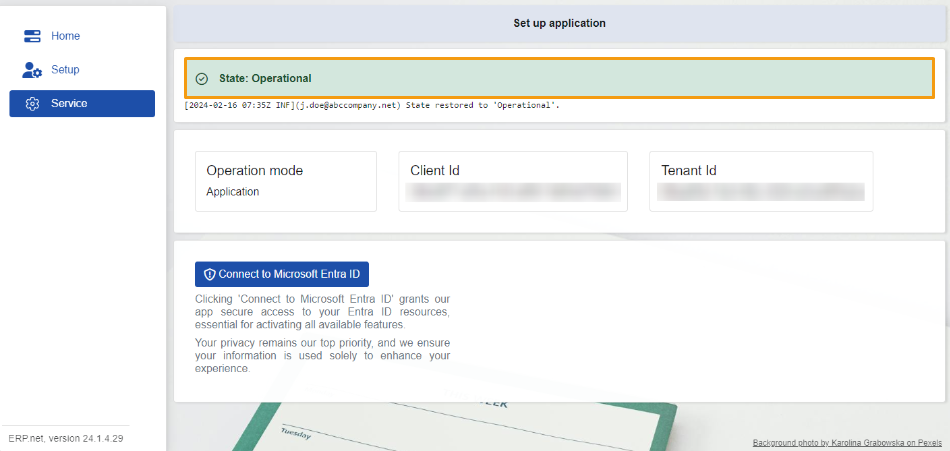 Home
Setup
Service
Set up application
State: Operational
[2024-02-16 07:35Z INF](j.doe@abccompany.net) State restored to 'Operational'.
Operation mode
Application
Client Id
Tenant Id
Connect to Microsoft Entra ID
Clicking 'Connect to Microsoft Entra ID' grants our
app secure access to your Entra ID resources,
essential for activating all available features.
Your privacy remains our top priority, and we ensure
your information is used solely to enhance your
experience.
Tuesday
ERP.net, version 24.1.4.29
Background photo by Karolina Grabowska on Pexels